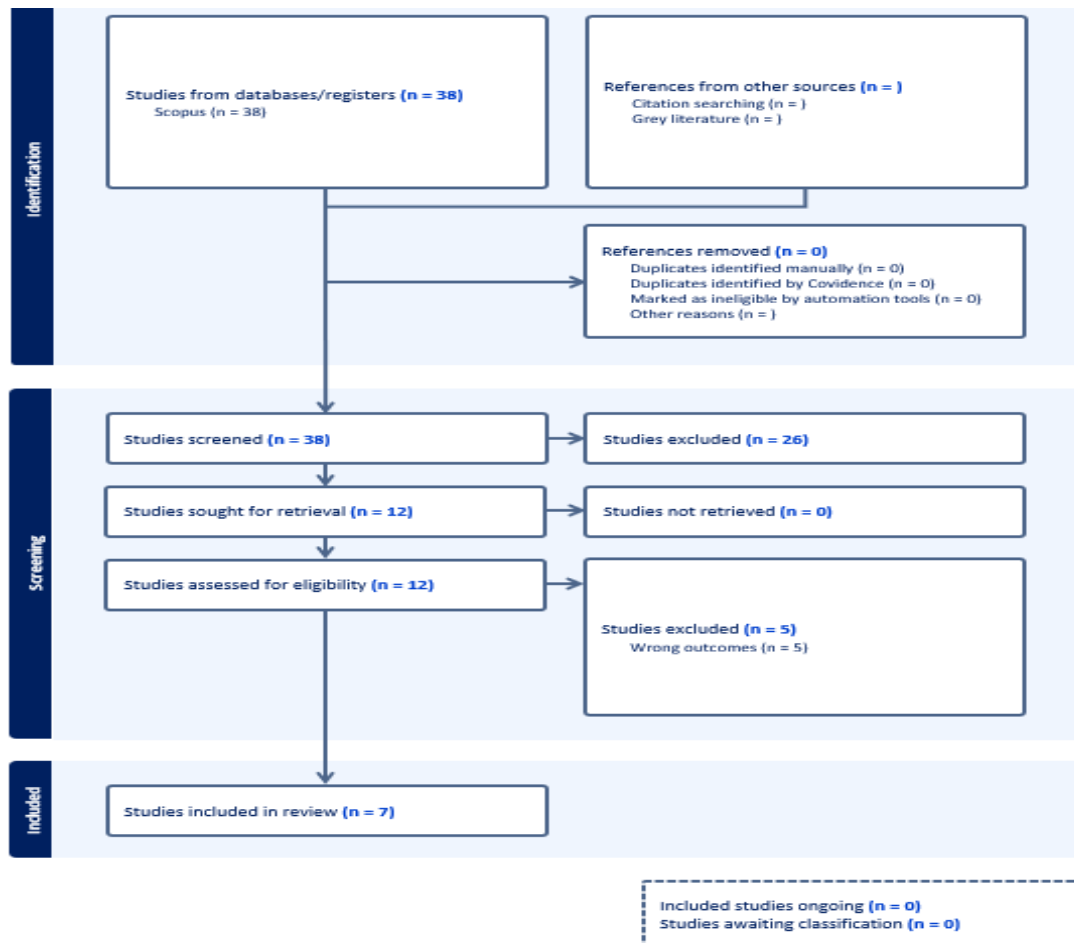 Identification
Studies from databases/registers (n = 38)
Scopus (n = 38)
References from other sources (n = )
Citation searching (n = )
Grey literature (n = )
References removed (n = 0)
Duplicates identified manually (n = 0)
Duplicates identified by Covidence (n = 0)
Marked as ineligible by automation tools (n = 0)
Other reasons (n = )
Screening
Studies screened (n = 38)
Studies excluded (n = 26)
Studies sought for retrieval (n = 12)
Studies not retrieved (n = 0)
Studies assessed for eligibility (n = 12)
Studies excluded (n = 5)
Wrong outcomes (n = 5)
Included
Studies included in review (n = 7)
Included studies ongoing (n = 0)
Studies awaiting classification (n = 0)